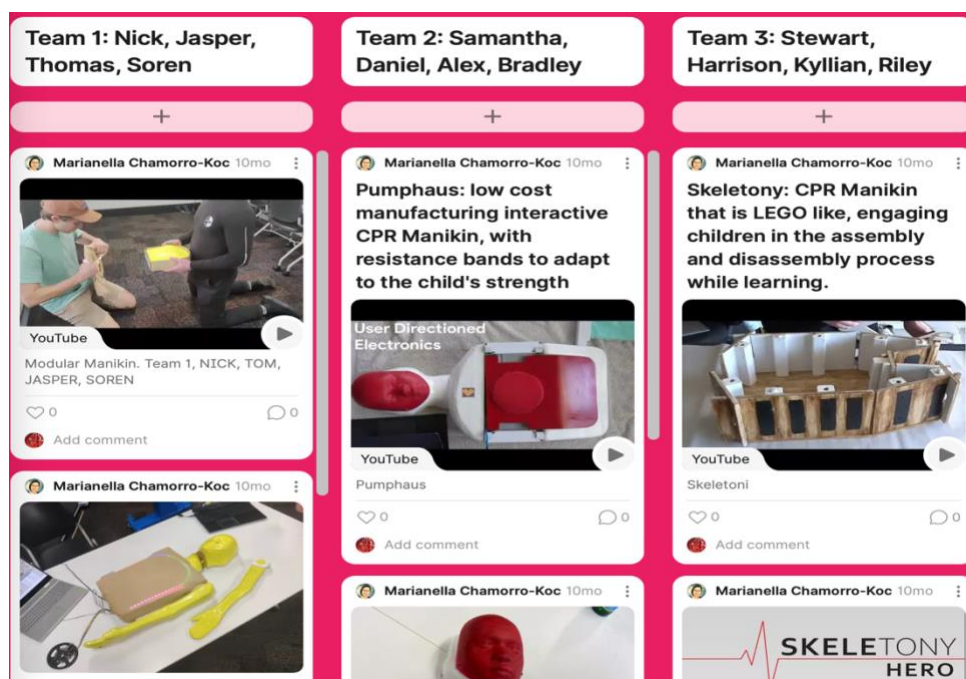 Team 1: Nick, Jasper,
Thomas, Soren
+
Marianella Chamorro-Koc 10mo
YouTube
Modular Manikin. Team 1, NICK, TOM,
JASPER, SOREN
0
0
Add comment
Marianella Chamorro-Koc 10mo
Team 2: Samantha,
Daniel, Alex, Bradley
+
Marianella Chamorro-Koc 10mo
Pumphaus: low cost
manufacturing interactive
CPR Manikin, with
resistance bands to adapt
to the child's strength
User Directioned
Electronics
YouTube
Pumphaus
0
0
Add comment
Marianella Chamorro-Koc 10mo
Team 3: Stewart,
Harrison, Kyllian, Riley
+
Marianella Chamorro-Koc 10mo
Skeletony: CPR Manikin
that is LEGO like, engaging
children in the assembly
and disassembly process
while learning.
YouTube
Skeletoni
0
0
Add comment
Marianella Chamorro-Koc 10mo
SKELETONY
HERO